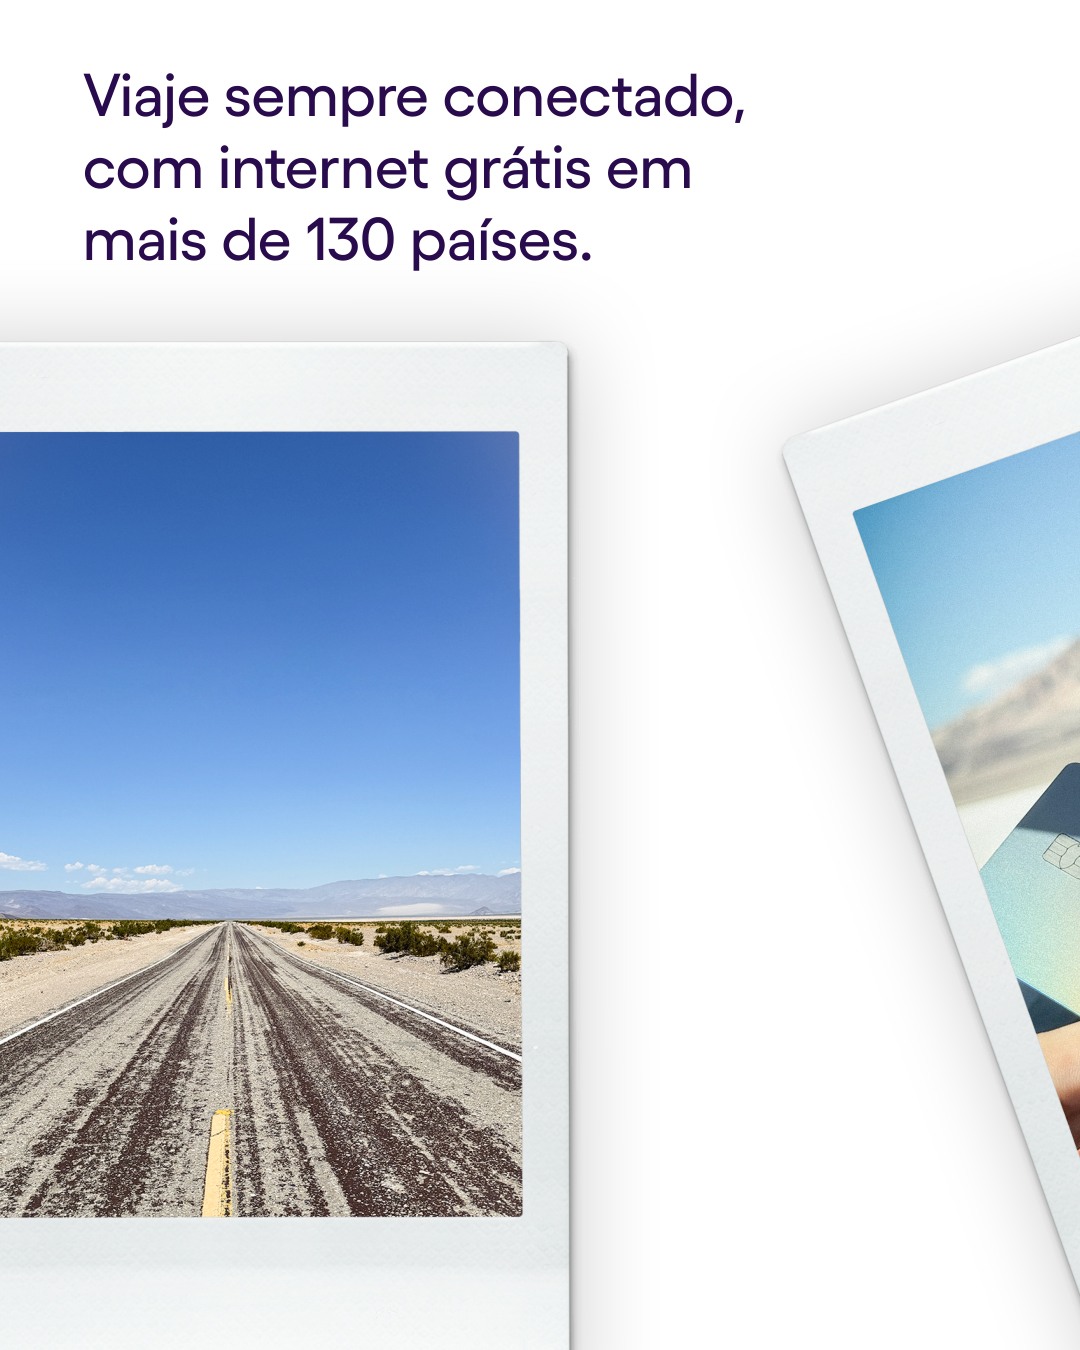 Viaje sempre conectado,
com internet grátis em
mais de 130 países.